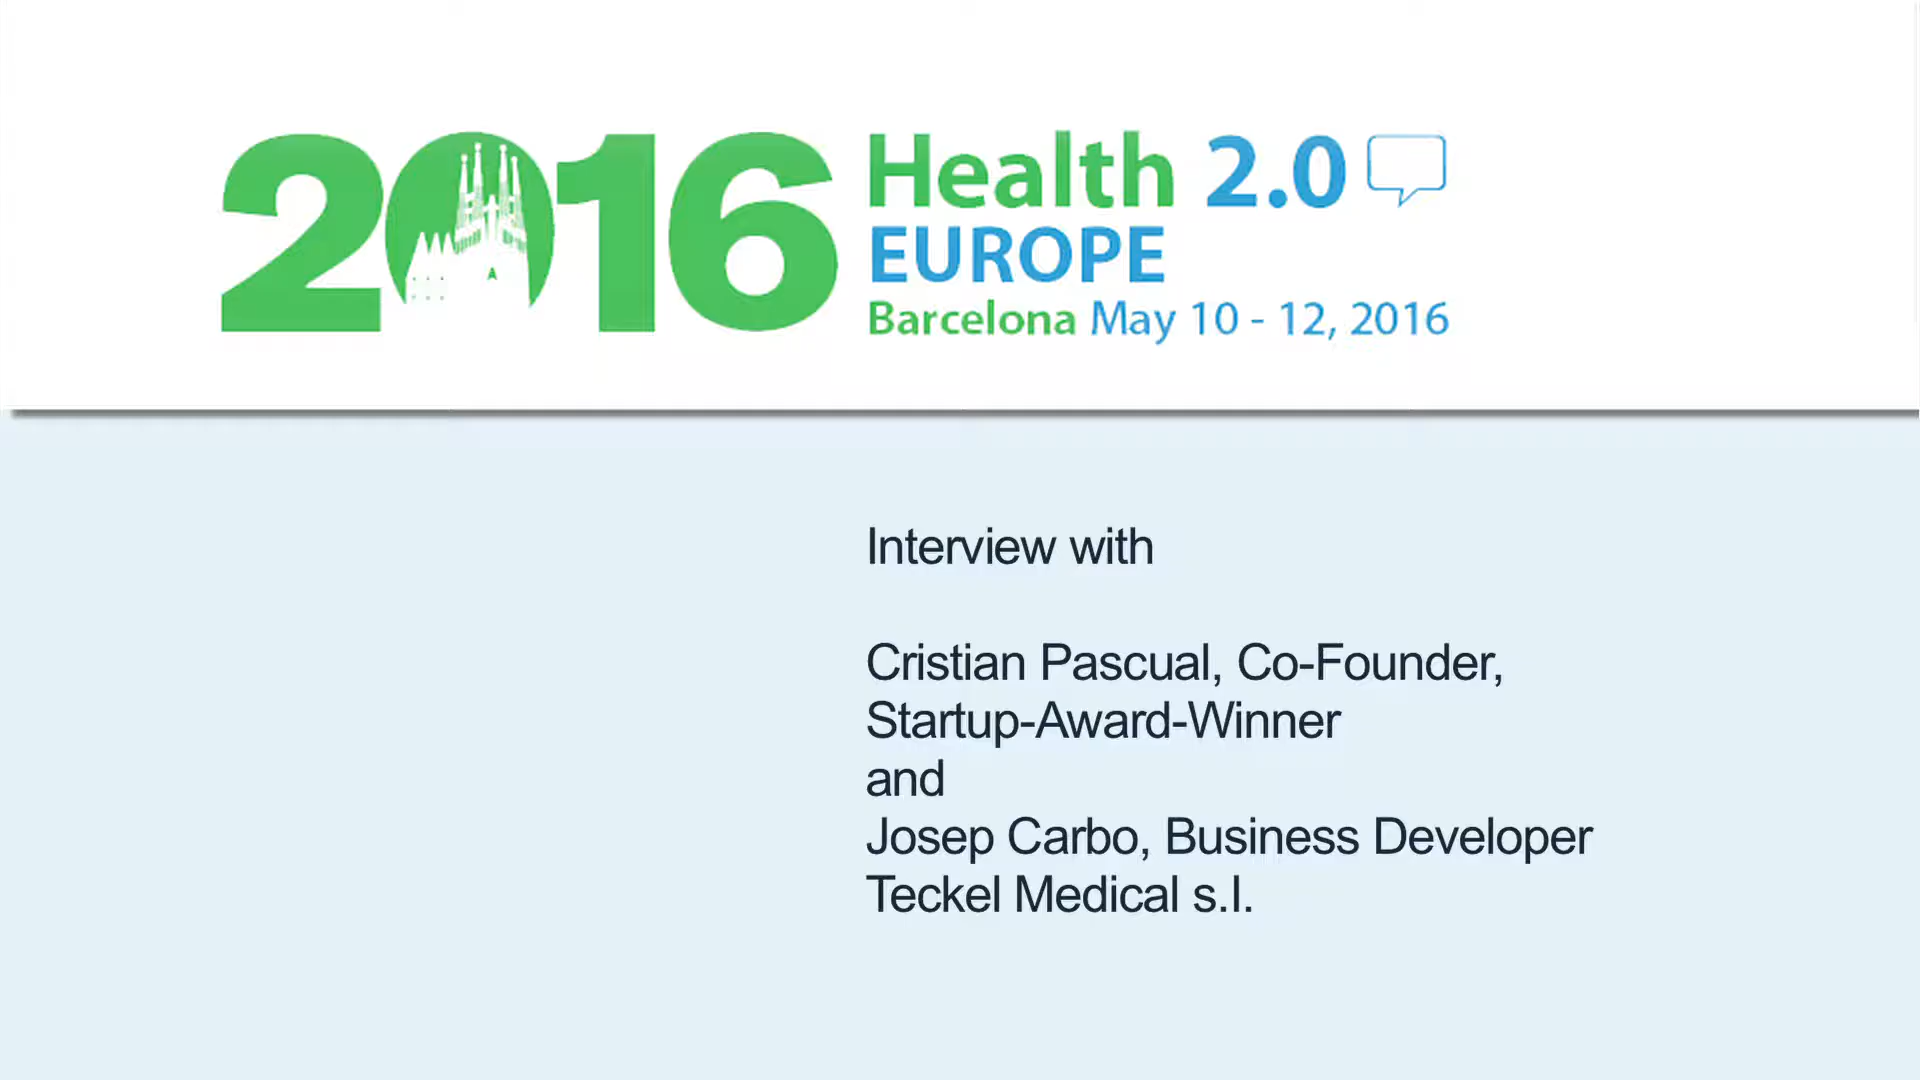 2016 Health 2.0
EUROPE
Barcelona May 10 - 12, 2016
Interview with
Cristian Pascual, Co-Founder,
Startup-Award-Winner
and
Josep Carbo, Business Developer
Teckel Medical s.l.